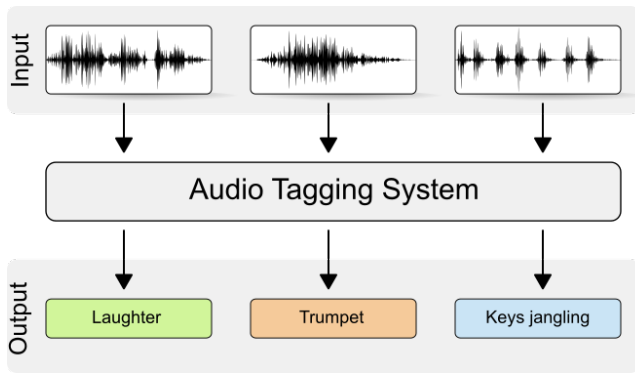 Input
Audio Tagging System
Output
Laughter
Trumpet
Keys jangling